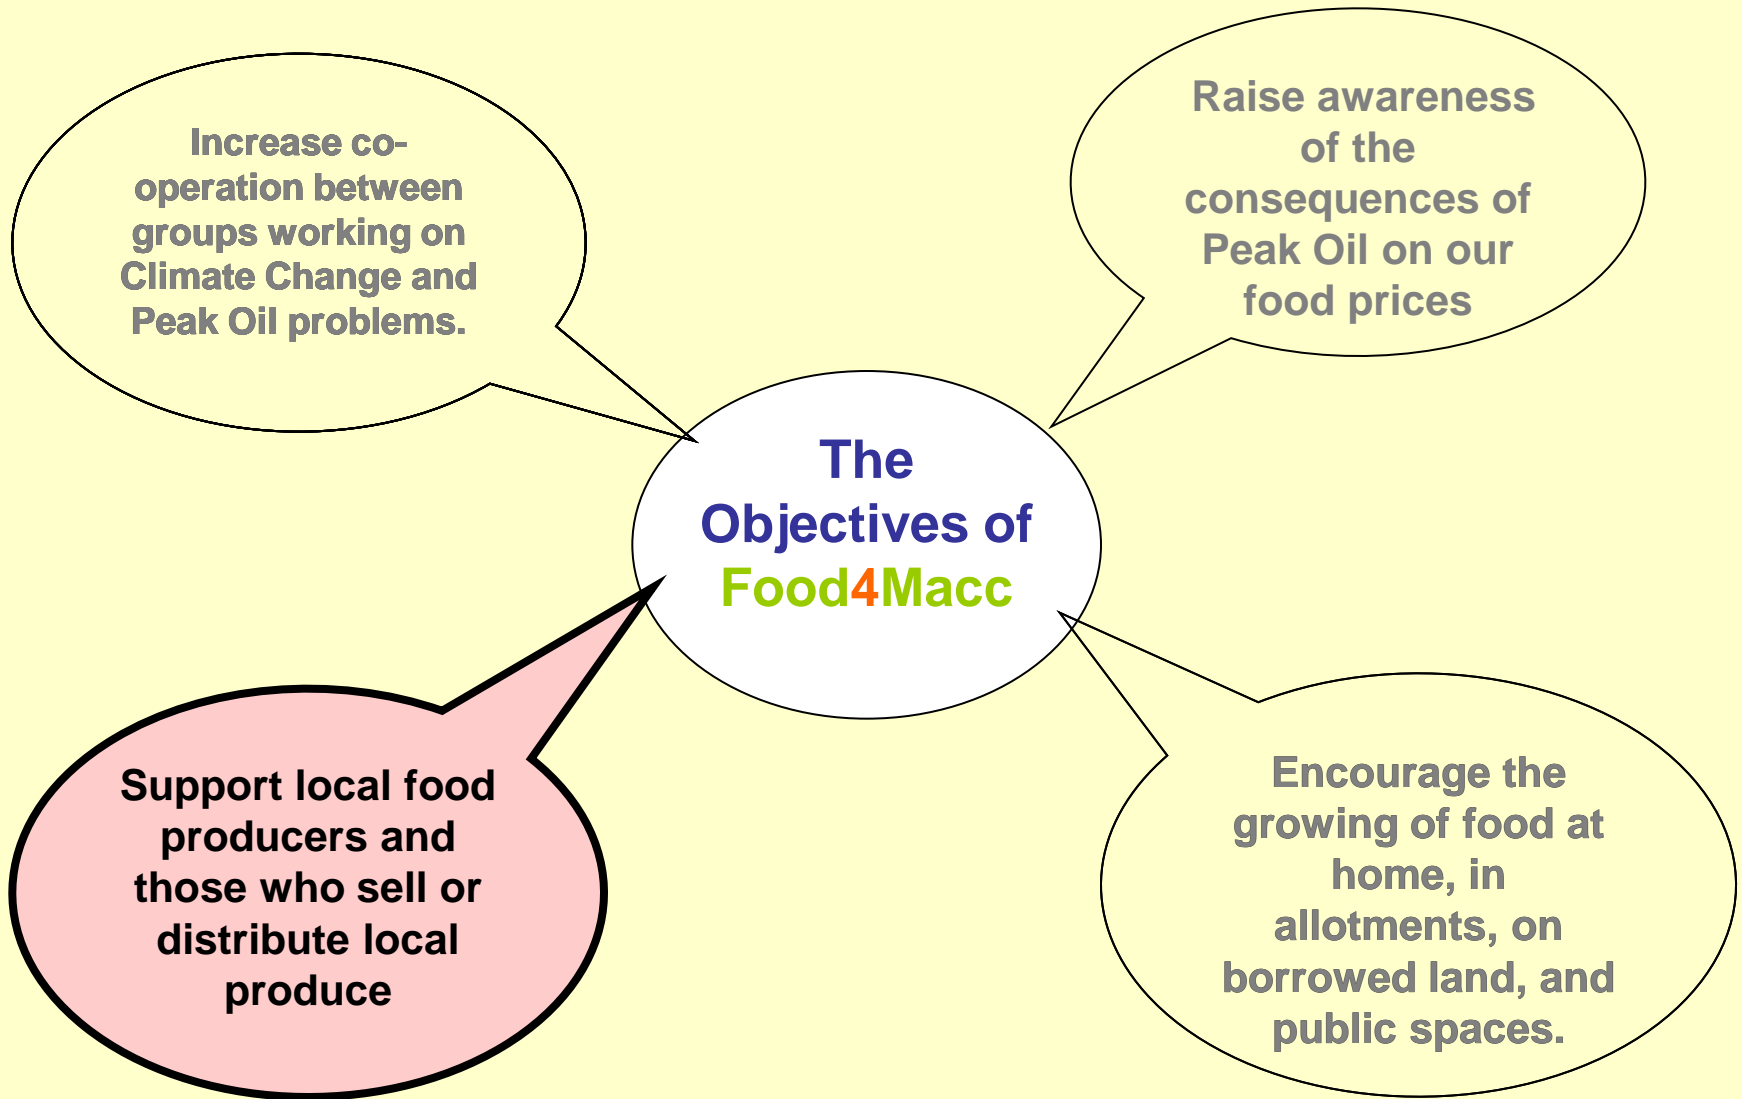 Increase co-
operation between
groups working on
Climate Change and
Peak Oil problems.
Raise awareness
of the
consequences of
Peak Oil on our
food prices
The
Objectives of
Food4Macc
Support local food
producers and
those who sell or
distribute local
produce
Encourage the
growing of food at
home, in
allotments, on
borrowed land, and
public spaces.